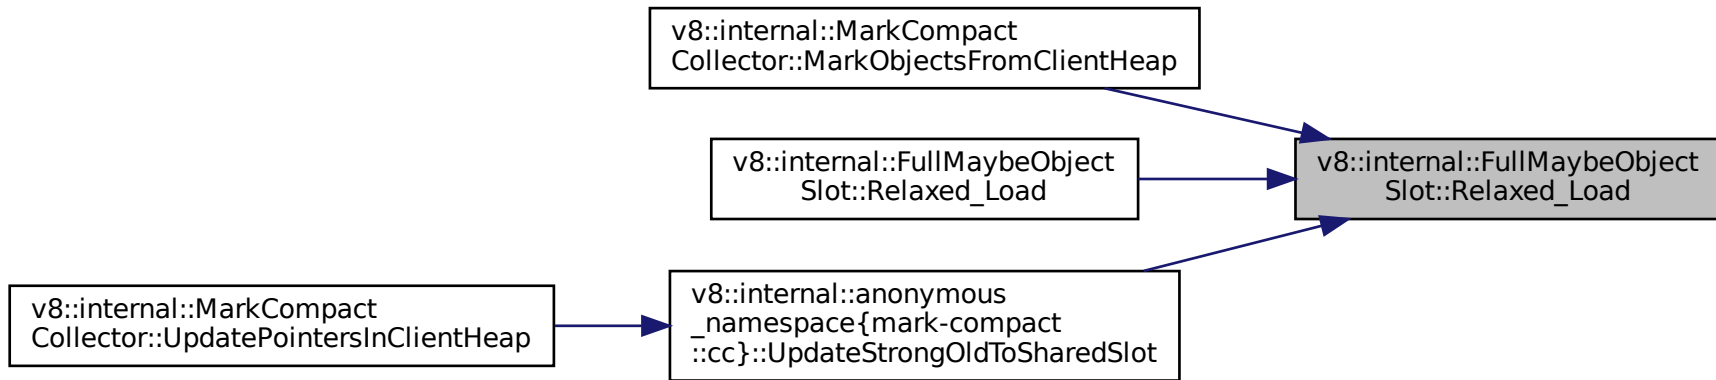 v8::internal::MarkCompact
Collector::MarkObjectsFromClientHeap
v8::internal::FullMaybeObject
Slot::Relaxed_Load
v8::internal::FullMaybeObject
Slot::Relaxed_Load
v8::internal::anonymous
_namespace{mark-compact
::cc}::UpdateStrongOldToSharedSlot
v8::internal::MarkCompact
Collector::UpdatePointersInClientHeap